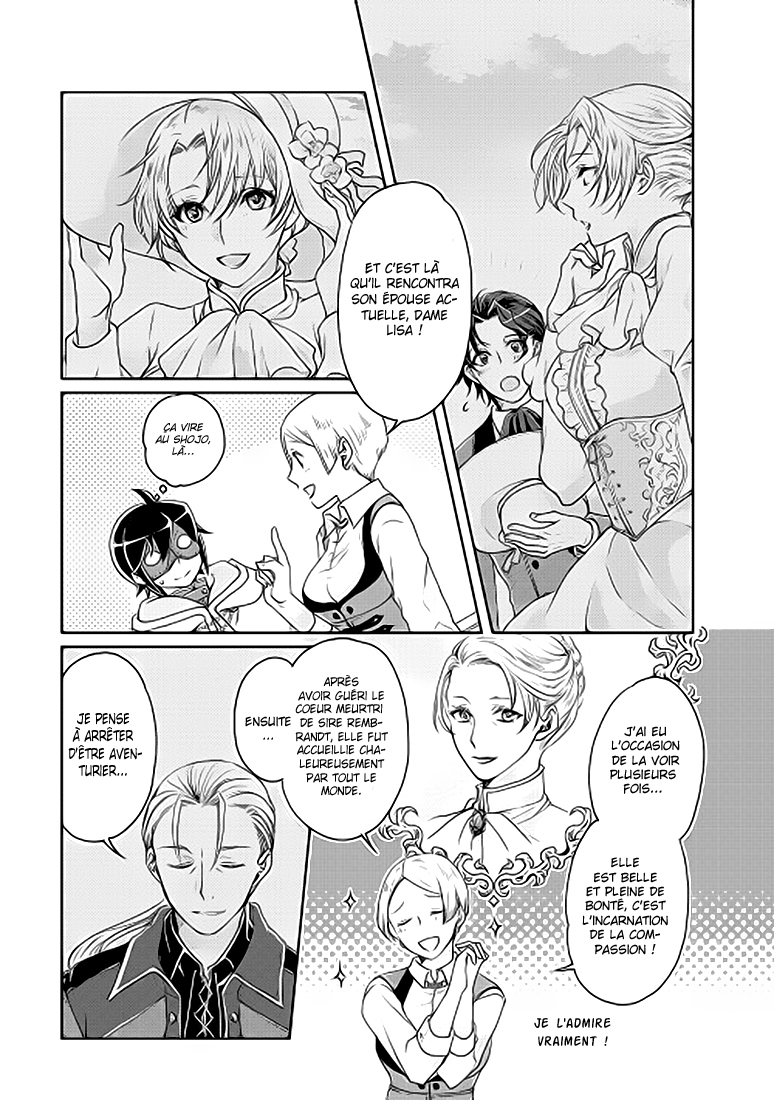 ET C'EST LÀ
QU'IL RENCONTRA
SON ÉPOUSE AC-
TUELLE, DAME
LISA !
ÇA VIRE
AU SHOJO,
LÀ...
J'AI EU
L'OCCASION
DE LA VOIR
PLUSIEURS
FOIS...
ELLE
EST BELLE
ET PLEINE DE
BONTÉ, C'EST
L'INCARNATION
DE LA COM-
PASSION !
JE L'ADMIRE
VRAIMENT !
APRÈS
AVOIR GUÉRI LE
COEUR MEURTRI
DE SIRE REMB-
RANDT, ELLE FUT
ACCUEILLIE CHA-
LEUREUSEMENT
PAR TOUT LE
MONDE.
ENSUITE
...
JE PENSE
À ARRÊTER
D'ÊTRE AVEN-
TURIER...